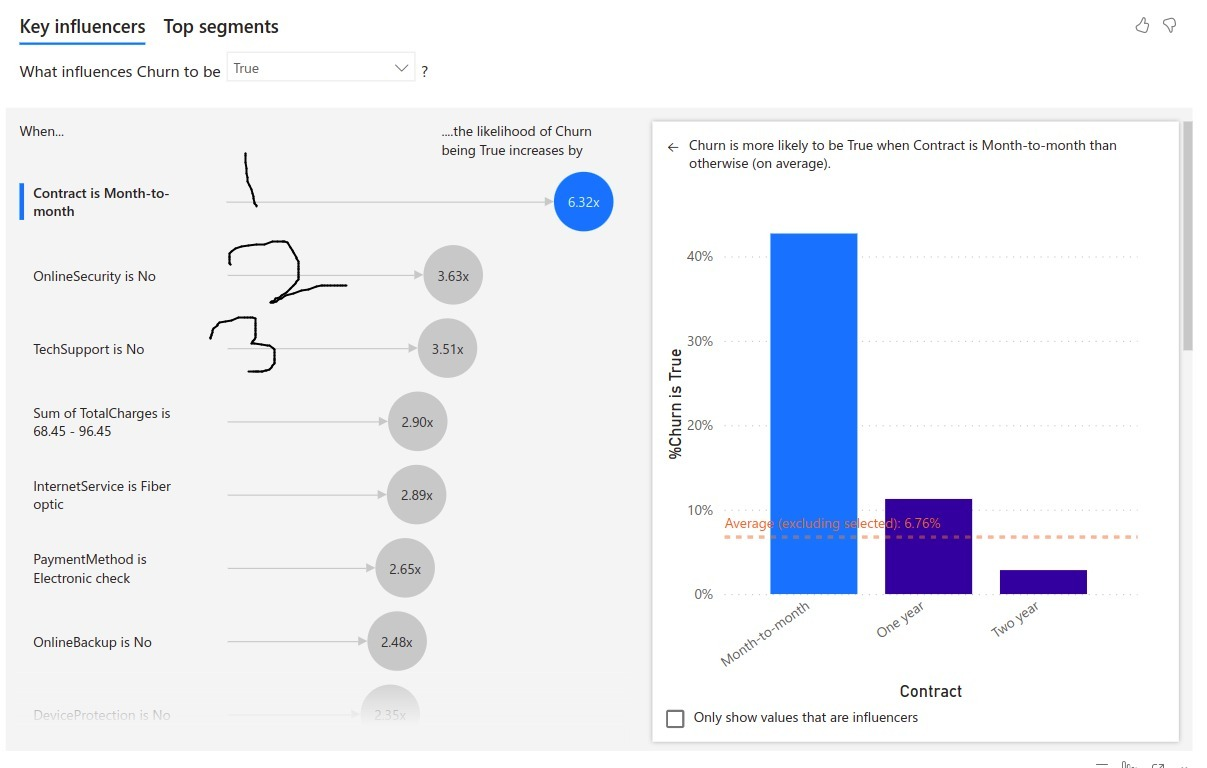 Key influencers Top segments
What influences Churn to be True ?
When...
....the likelihood of Churn
being True increases by
1
Contract is Month-to-
month
6.32x
2
OnlineSecurity is No
3.63x
3
TechSupport is No
3.51x
Sum of TotalCharges is
68.45 - 96.45
2.90x
InternetService is Fiber
optic
2.89x
PaymentMethod is
Electronic check
2.65x
OnlineBackup is No
2.48x
DeviceProtection is No
2.35x
← Churn is more likely to be True when Contract is Month-to-month than
otherwise (on average).
%Churn is True
40%
30%
20%
10%
0%
Average (excluding selected): 6.76%
Month-to-month
One year
Two year
Contract
Only show values that are influencers